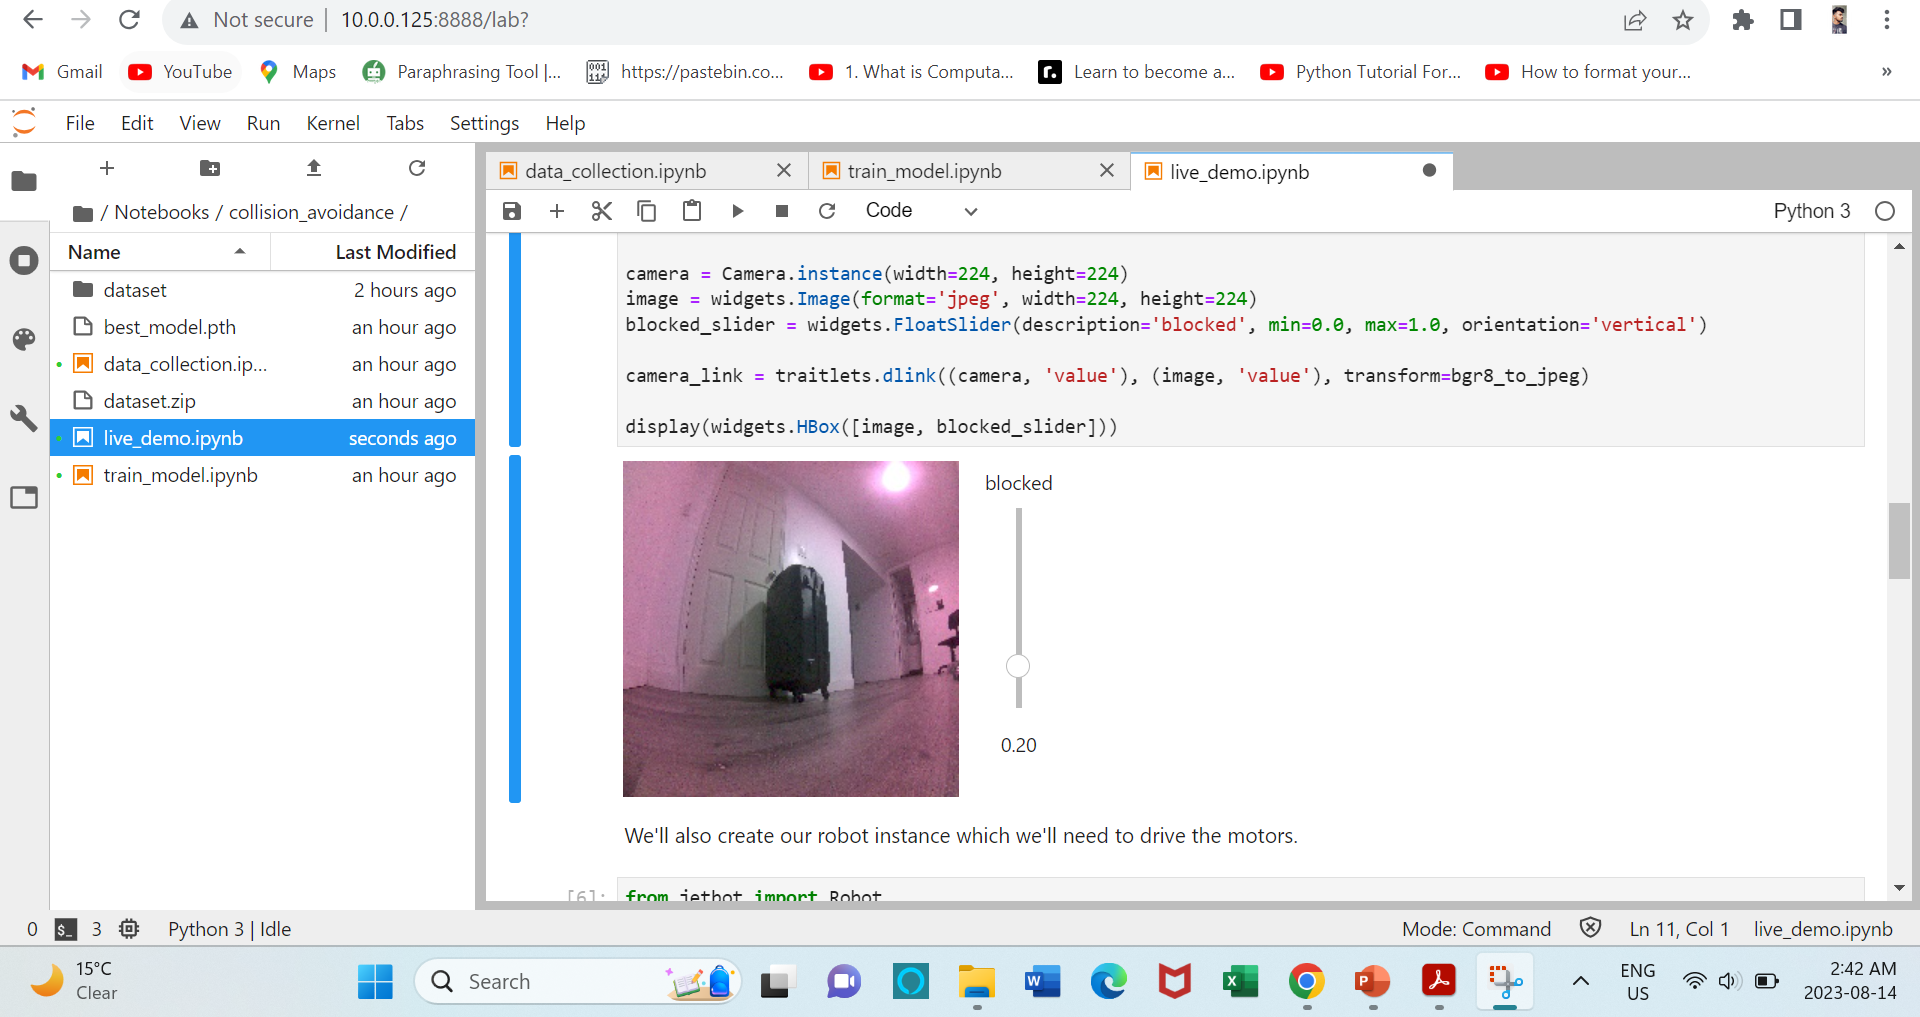 Not secure
10.0.0.125:8888/lab?
Gmail
YouTube
Maps
Paraphrasing Tool |...
https://pastebin.co...
1. What is Computa...
Learn to become a...
Python Tutorial For...
How to format your...
»
File Edit View Run Kernel Tabs Settings Help
/ Notebooks / collision_avoidance /
Name Last Modified
dataset 2 hours ago
best_model.pth an hour ago
data_collection.ip... an hour ago
dataset.zip an hour ago
live_demo.ipynb seconds ago
train_model.ipynb an hour ago
data_collection.ipynb
train_model.ipynb
live_demo.ipynb
Code
Python 3
camera = Camera.instance(width=224, height=224)
image = widgets.Image(format='jpeg', width=224, height=224)
blocked_slider = widgets.FloatSlider(description='blocked', min=0.0, max=1.0, orientation='vertical')
camera_link = traitlets.dlink((camera, 'value'), (image, 'value'), transform=bgr8_to_jpeg)
display(widgets.HBox([image, blocked_slider]))
blocked
0.20
We'll also create our robot instance which we'll need to drive the motors.
[6]: from jetbot import Robot
0 $_ 3 Python 3 | Idle
Mode: Command Ln 11, Col 1 live_demo.ipynb
15°C
Clear
Search
ENG
US
2:42 AM
2023-08-14